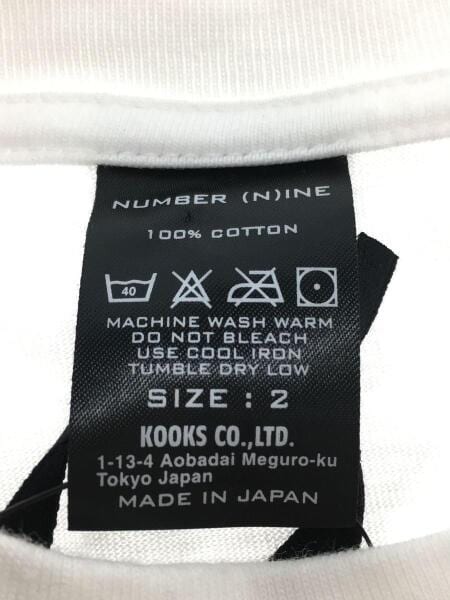 NUMBER (N)INE
100% COTTON
40
MACHINE WASH WARM
DO NOT BLEACH
USE COOL IRON
TUMBLE DRY LOW
SIZE : 2
KOOKS CO.,LTD.
1-13-4 Aobadai Meguro-ku
Tokyo Japan
MADE IN JAPAN